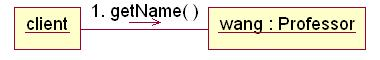 1. getName( )
client
wang : Professor